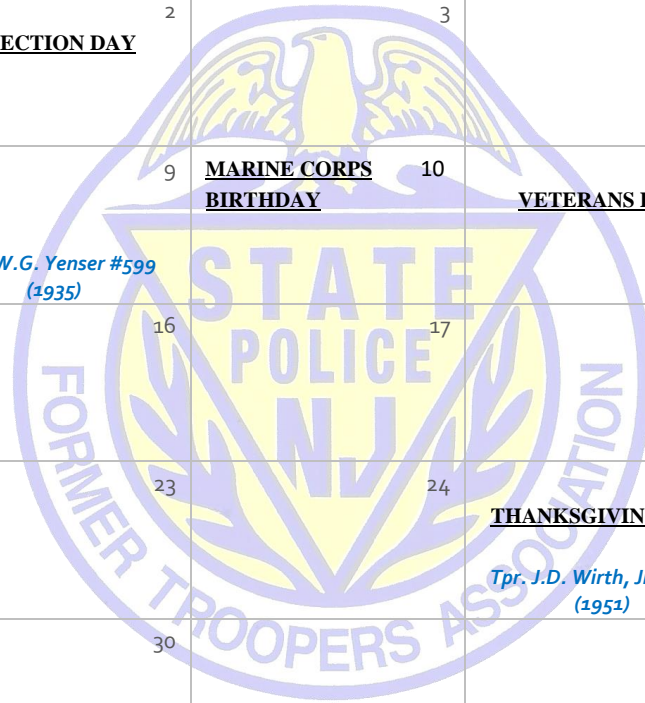 2
3
ECTION DAY
9
MARINE CORPS 10
BIRTHDAY
VETERANS
W.G. Yenser #599
(1935)
STATE
16
17
POLICE
NJ
23
24
THANKSGIVIN
Tpr. J.D. Wirth, J
(1951)
30
FORMER TROOPERS ASSOCIATION